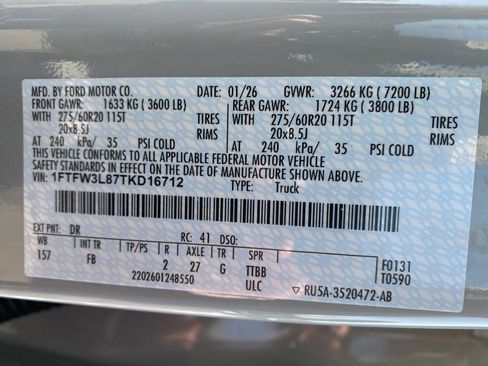 MFD. BY FORD MOTOR CO. DATE: 01/26 GVWR: 3266 KG ( 7200 LB)
FRONT GAWR: 1633 KG ( 3600 LB) REAR GAWR: 1724 KG ( 3800 LB)
WITH 275/60R20 115T TIRES WITH 275/60R20 115T TIRES
20x8.5J RIMS 20x8.5J RIMS
AT 240 kPa/ 35 PSI COLD AT 240 kPa/ 35 PSI COLD
THIS VEHICLE CONFORMS TO ALL APPLICABLE FEDERAL MOTOR VEHICLE
SAFETY STANDARDS IN EFFECT ON THE DATE OF MANUFACTURE SHOWN ABOVE.
VIN: 1FTFW3L87TKD16712 TYPE: Truck
EXT PNT: DR RC: 41 DSO: F0131
WB INT TR TP/PS R AXLE TR SPR T0590
157 FB 2 27 G TTBB
2202601248550 ULC ▽ RU5A-3520472-AB